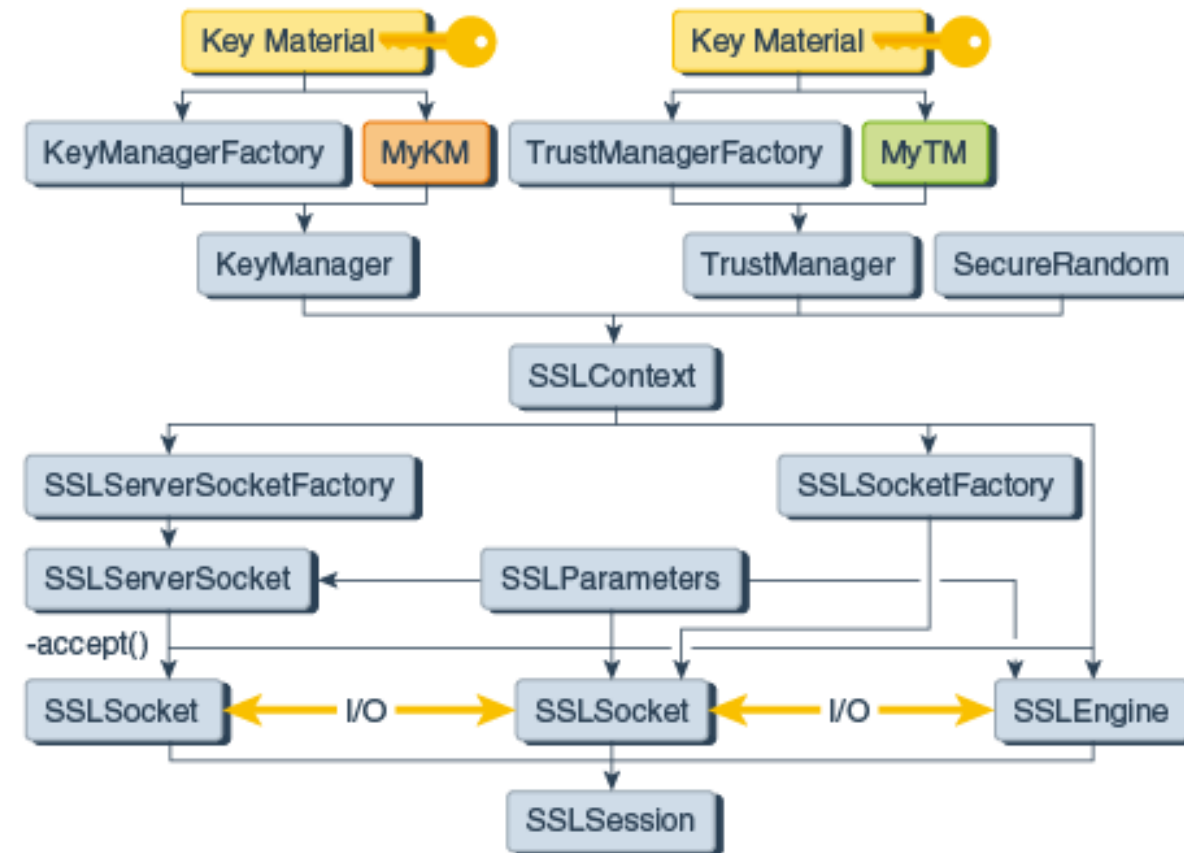 Key Material
Key Material
KeyManagerFactory
MyKM
TrustManagerFactory
MyTM
KeyManager
TrustManager
SecureRandom
SSLContext
SSLServerSocketFactory
SSLSocketFactory
SSLServerSocket
SSLParameters
-accept()
SSLSocket
I/O
SSLSocket
I/O
SSLEngine
SSLSession